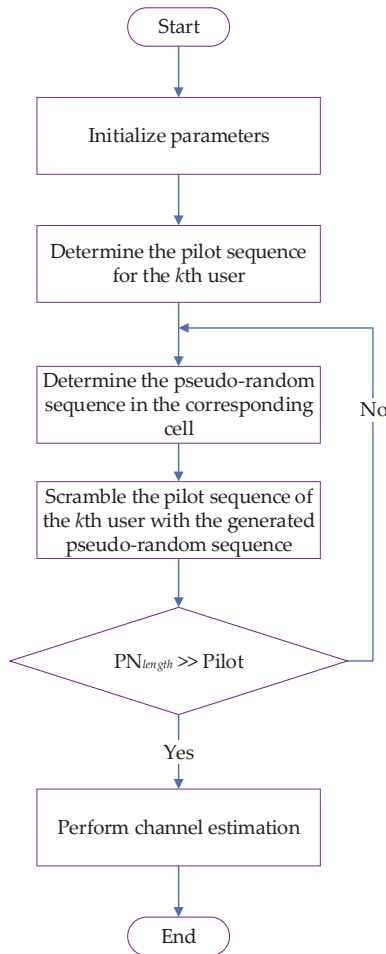 Start
Initialize parameters
Determine the pilot sequence
for the kth user
Determine the pseudo-random
sequence in the corresponding
cell
No
Scramble the pilot sequence of
the kth user with the generated
pseudo-random sequence
PNlength >> Pilot
Yes
Perform channel estimation
End